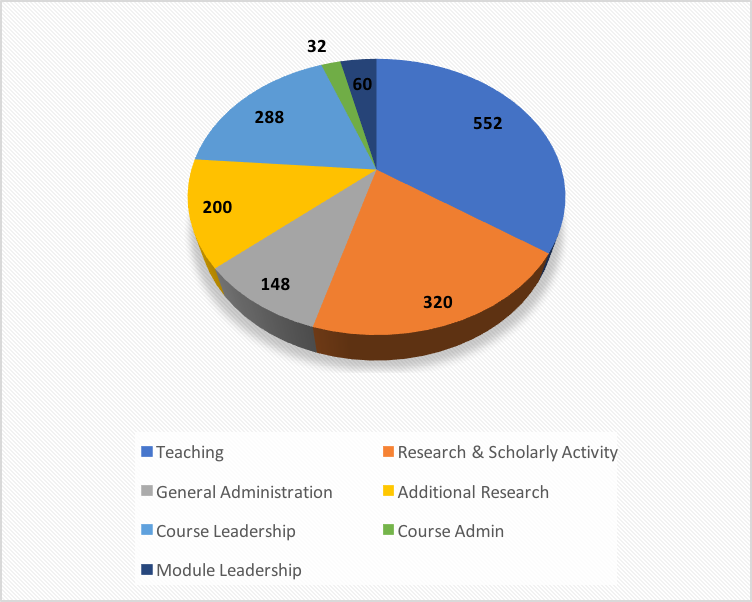 32
60
552
288
200
148
320
Teaching
Research & Scholarly Activity
General Administration
Additional Research
Course Leadership
Course Admin
Module Leadership